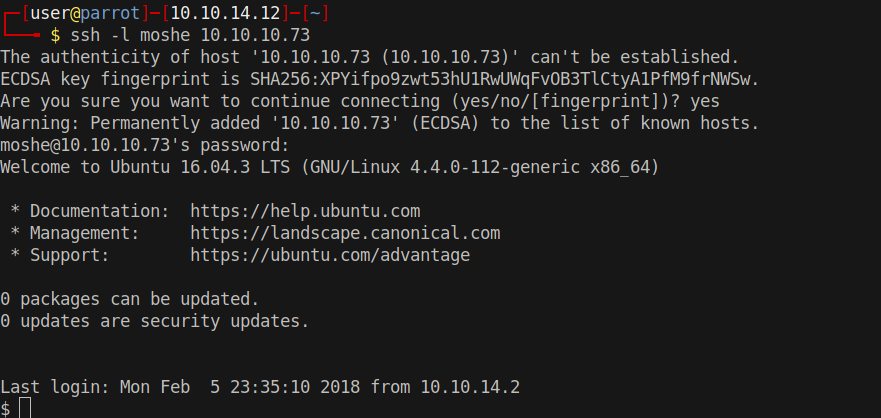 [user@parrot]─[10.10.14.12]─[~]
$ ssh -l moshe 10.10.10.73
The authenticity of host '10.10.10.73 (10.10.10.73)' can't be established.
ECDSA key fingerprint is SHA256:XPYifpo9zwt53hU1RwUWqFvOB3TlCtyA1PfM9frNWSw.
Are you sure you want to continue connecting (yes/no/[fingerprint])? yes
Warning: Permanently added '10.10.10.73' (ECDSA) to the list of known hosts.
moshe@10.10.10.73's password:
Welcome to Ubuntu 16.04.3 LTS (GNU/Linux 4.4.0-112-generic x86_64)
* Documentation:  https://help.ubuntu.com
* Management:     https://landscape.canonical.com
* Support:        https://ubuntu.com/advantage
0 packages can be updated.
0 updates are security updates.
Last login: Mon Feb  5 23:35:10 2018 from 10.10.14.2
$